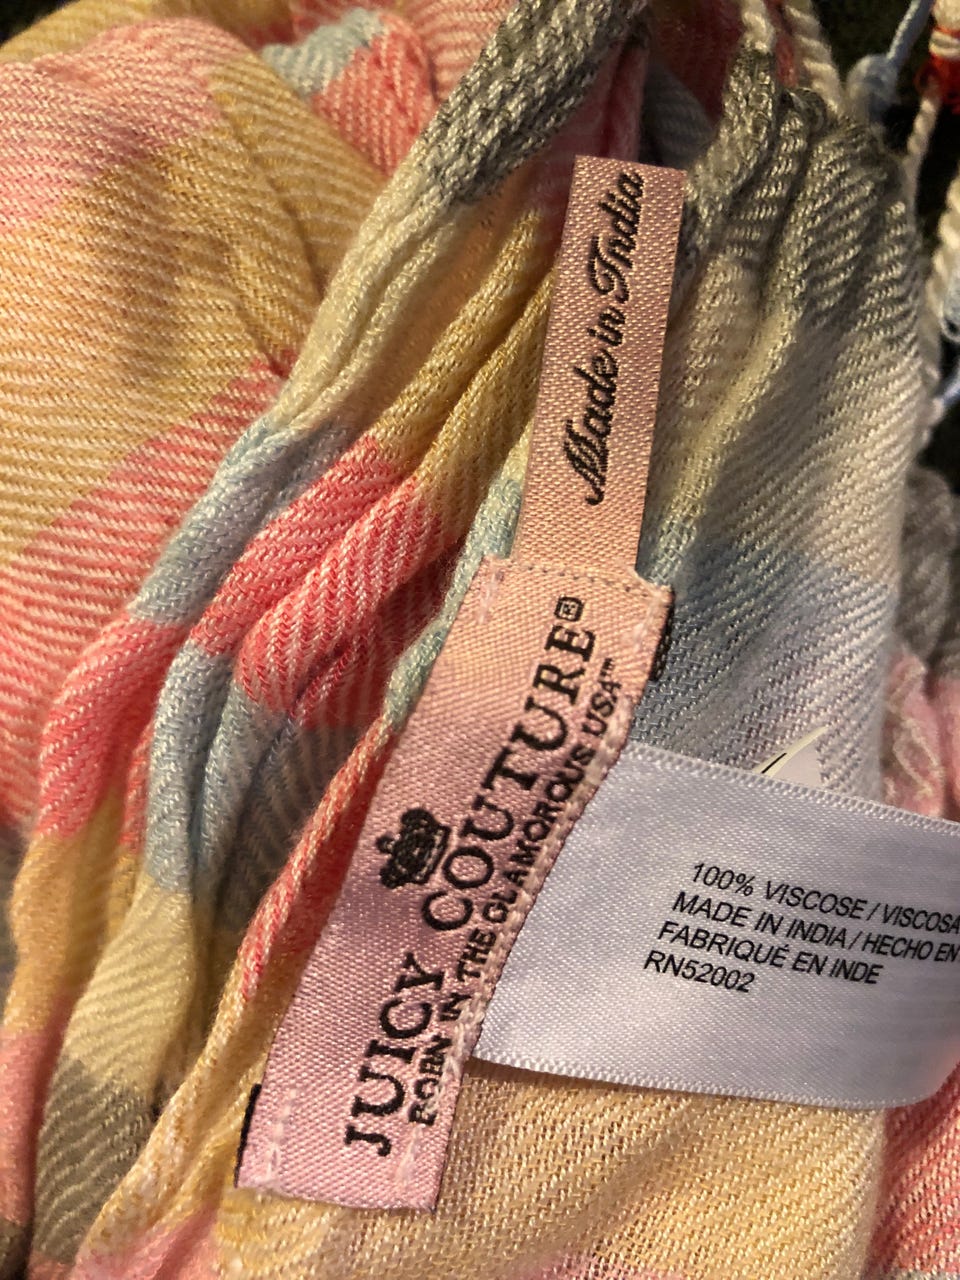 Made in India
JUICY COUTURE®
BORN IN THE GLAMOROUS USA™
100% VISCOSE / VISCOSA
MADE IN INDIA / HECHO EN
FABRIQUÉ EN INDE
RN52002